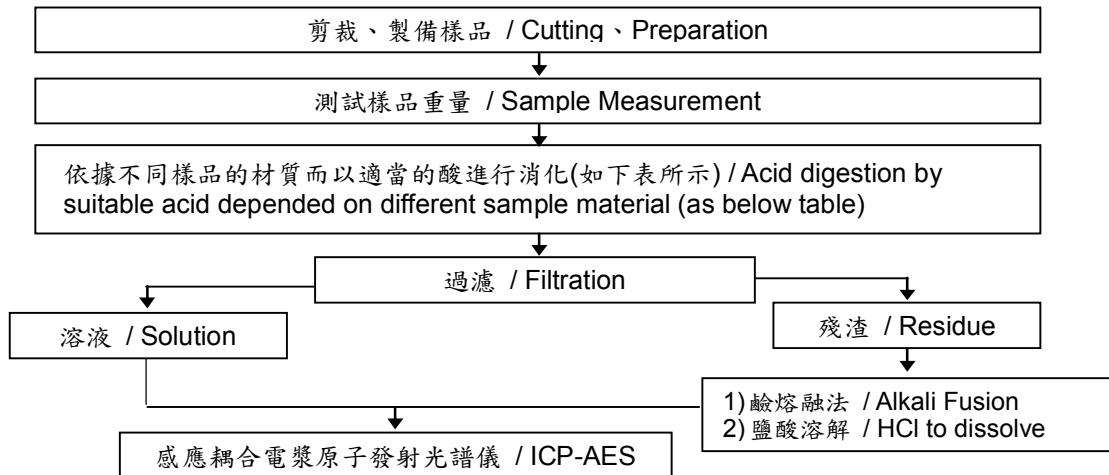 剪裁、製備樣品 / Cutting、Preparation
測試樣品重量 / Sample Measurement
依據不同樣品的材質而以適當的酸進行消化(如下表所示) / Acid digestion by
suitable acid depended on different sample material (as below table)
過濾 / Filtration
溶液 / Solution
殘渣 / Residue
1) 鹼熔融法 / Alkali Fusion
2) 鹽酸溶解 / HCl to dissolve
感應耦合電漿原子發射光譜儀 / ICP-AES